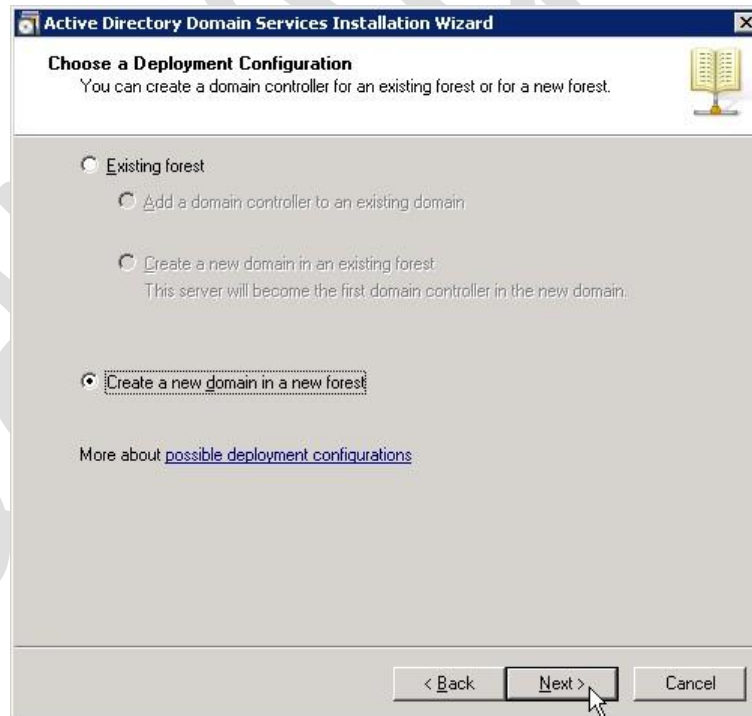 Active Directory Domain Services Installation Wizard
Choose a Deployment Configuration
You can create a domain controller for an existing forest or for a new forest.
Existing forest
Add a domain controller to an existing domain
Create a new domain in an existing forest
This server will become the first domain controller in the new domain.
Create a new domain in a new forest
More about possible deployment configurations
< Back Next > Cancel